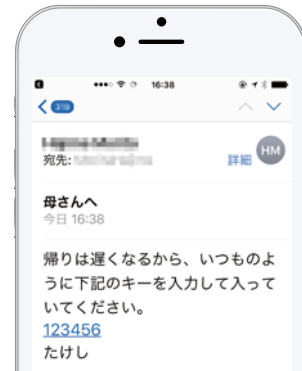 16:38
319
宛先:
詳細
HM
母さんへ
今日 16:38
帰りは遅くなるから、いつものよ
うに下記のキーを入力して入って
いてください。
123456
たけし